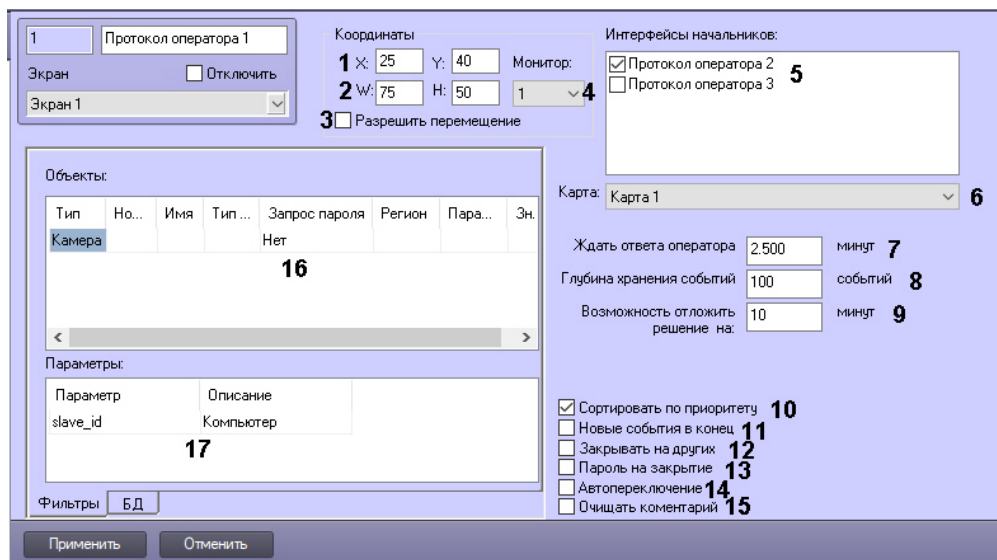 1 Протокол оператора 1
Экран Отключить
Экран 1
Координаты
1 X: 25 Y: 40 Монитор:
2 W: 75 H: 50 1 4
3 Разрешить перемещение
Интерфейсы начальников:
Протокол оператора 2 5
Протокол оператора 3
Карта: Карта 1 6
Ждать ответа оператора 2.500 минут 7
Глубина хранения событий 100 событий 8
Возможность отложить
решение на: 10 минут 9
Сортировать по приоритету 10
Новые события в конец 11
Закрывать на других 12
Пароль на закрытие 13
Автопереключение 14
Очищать коментарий 15
Объекты:
Тип Но... Имя Тип ... Запрос пароля Регион Пара... Зн.
Камера Нет
16
Параметры:
Параметр Описание
slave_id Компьютер
17
Фильтры БД
Применить Отменить